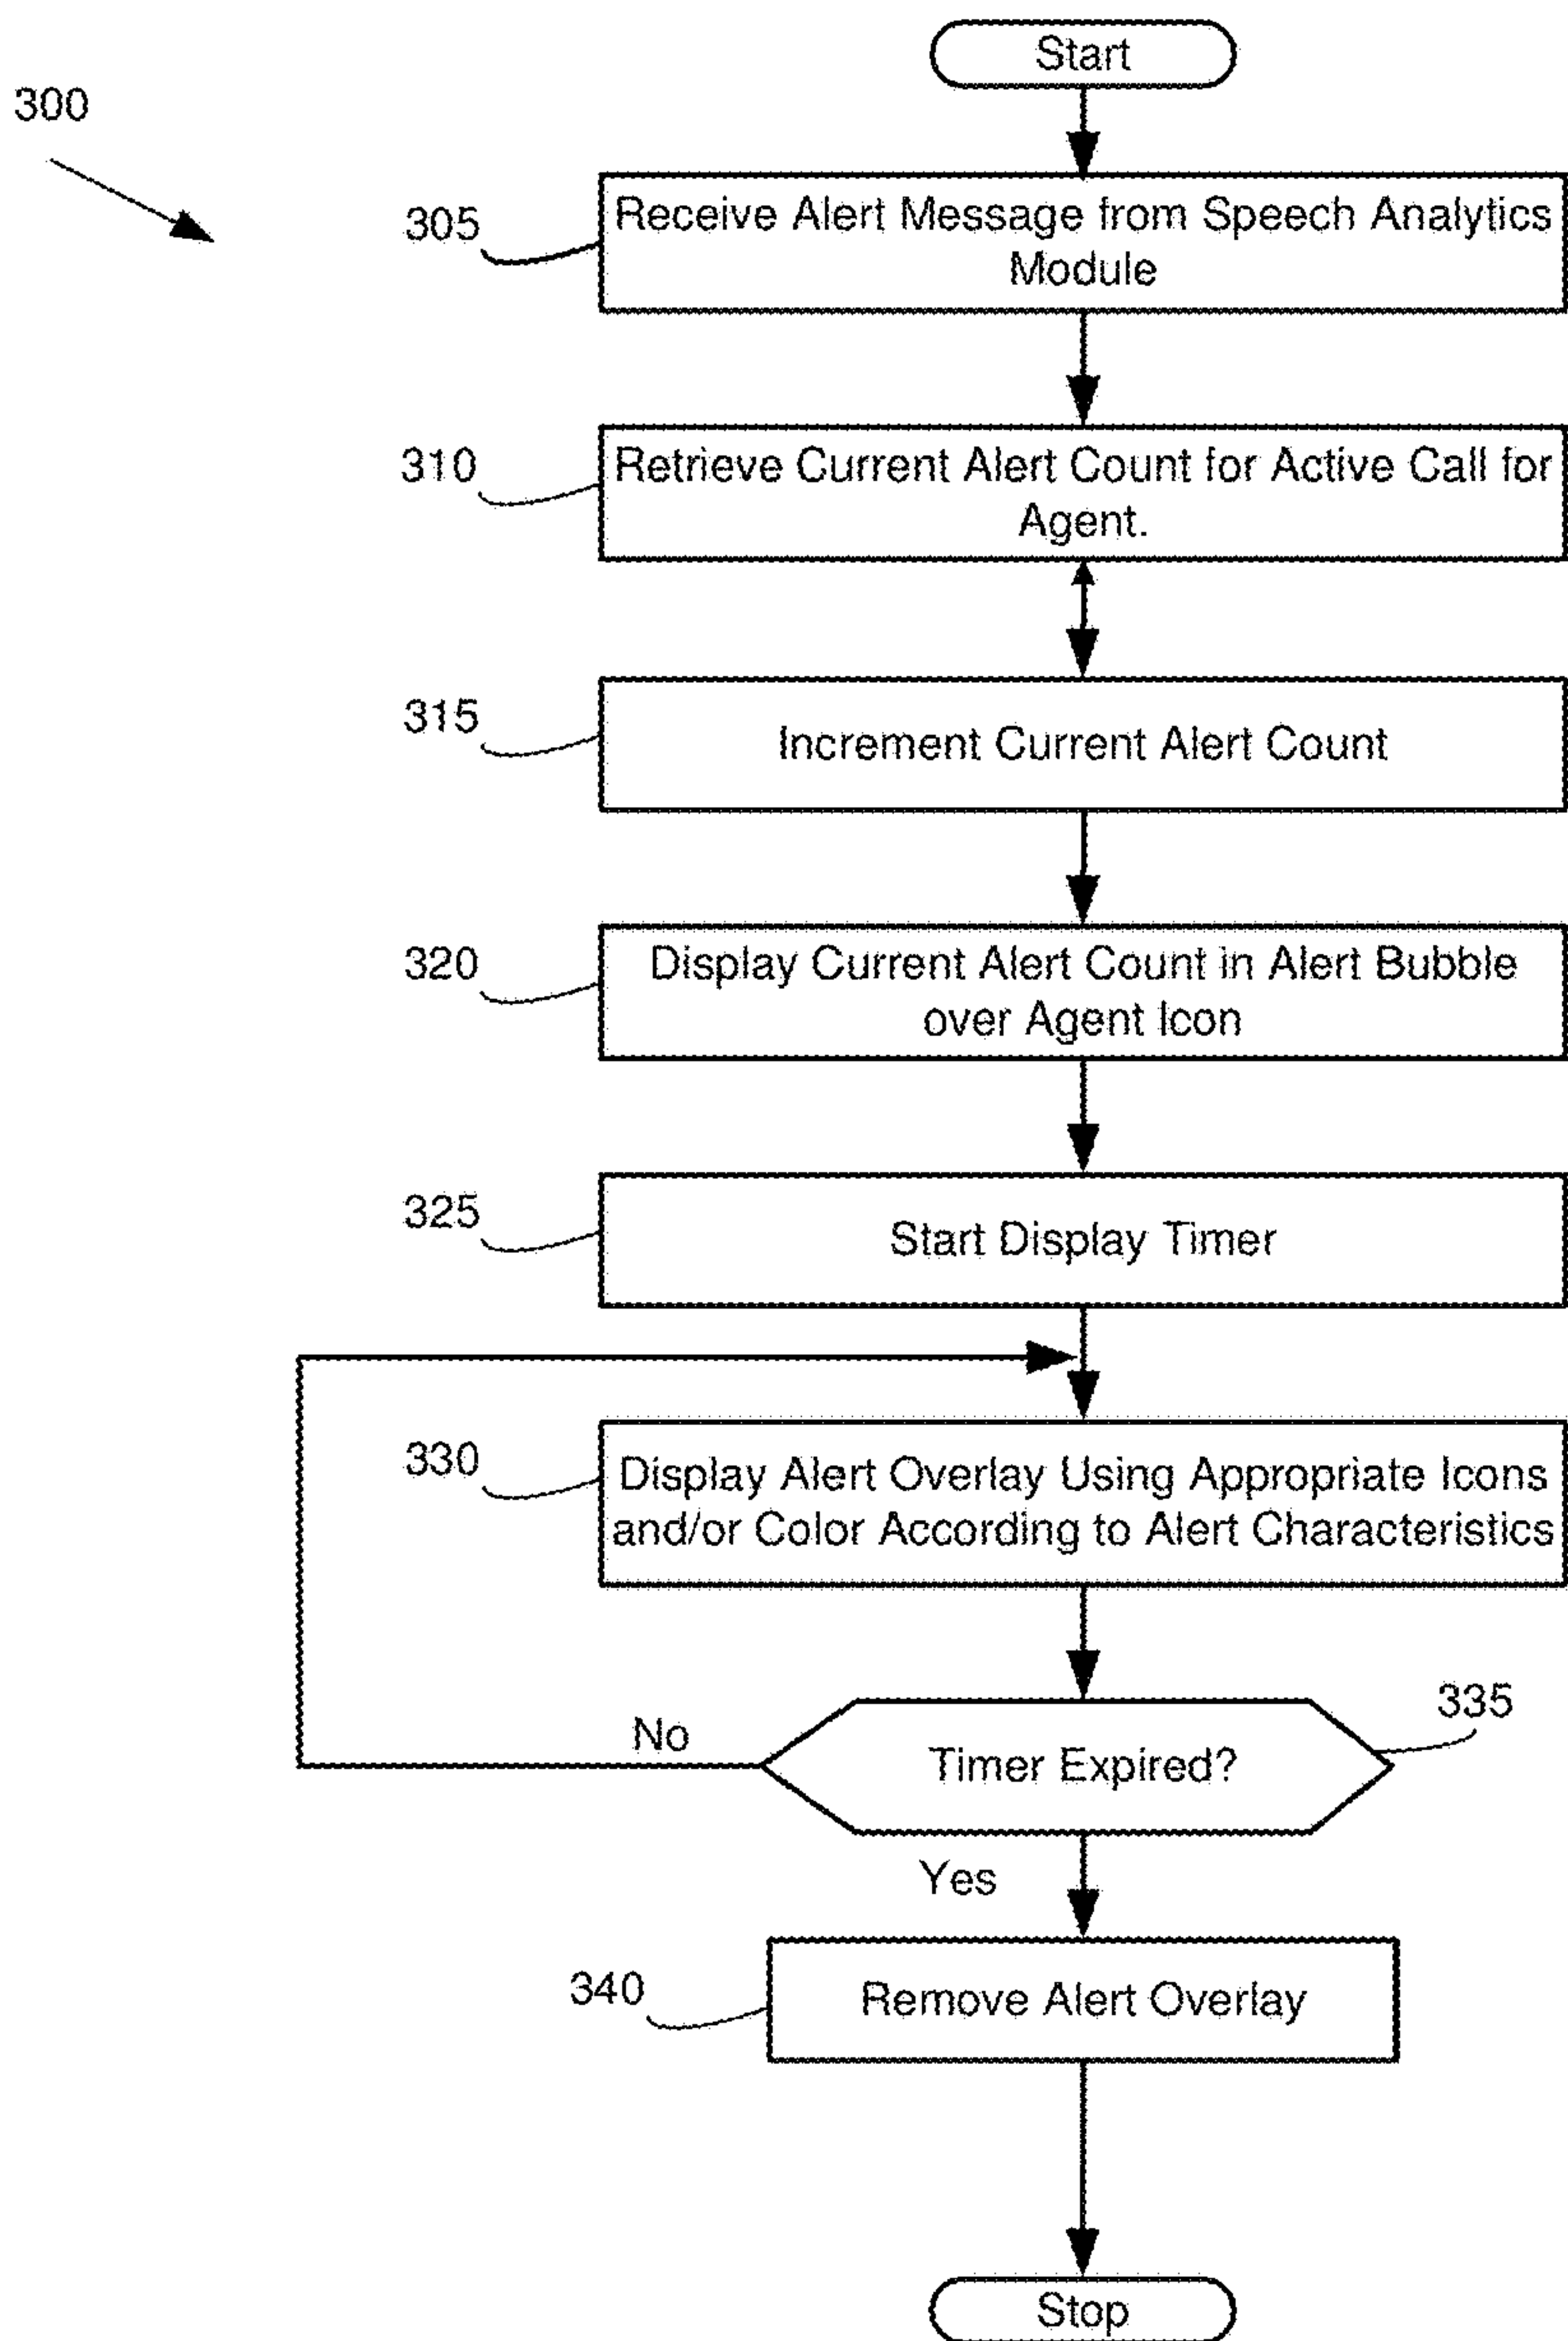 Start
300
305
Receive Alert Message from Speech Analytics
Module
310
Retrieve Current Alert Count for Active Call for
Agent.
315
Increment Current Alert Count
320
Display Current Alert Count in Alert Bubble
over Agent Icon
325
Start Display Timer
330
Display Alert Overlay Using Appropriate Icons
and/or Color According to Alert Characteristics
335
No
Timer Expired?
Yes
340
Remove Alert Overlay
Stop